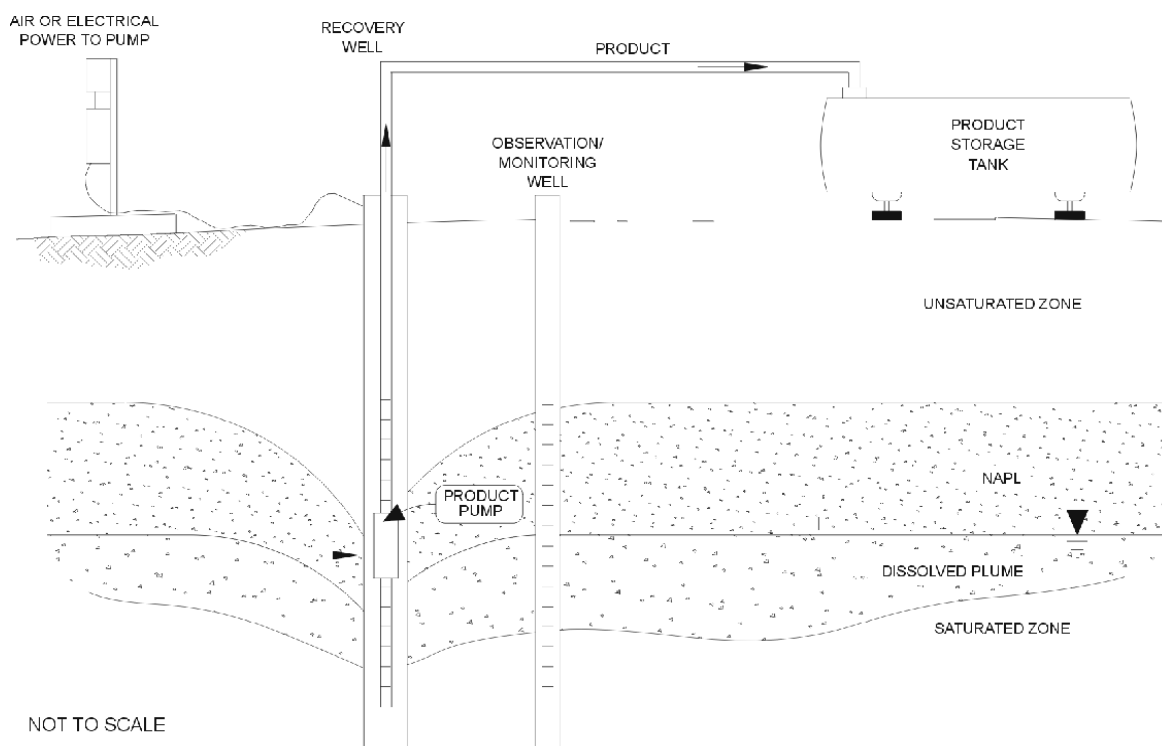 AIR OR ELECTRICAL
POWER TO PUMP
RECOVERY
WELL
PRODUCT
OBSERVATION/
MONITORING
WELL
PRODUCT
STORAGE
TANK
UNSATURATED ZONE
PRODUCT
PUMP
NAPL
DISSOLVED PLUME
SATURATED ZONE
NOT TO SCALE